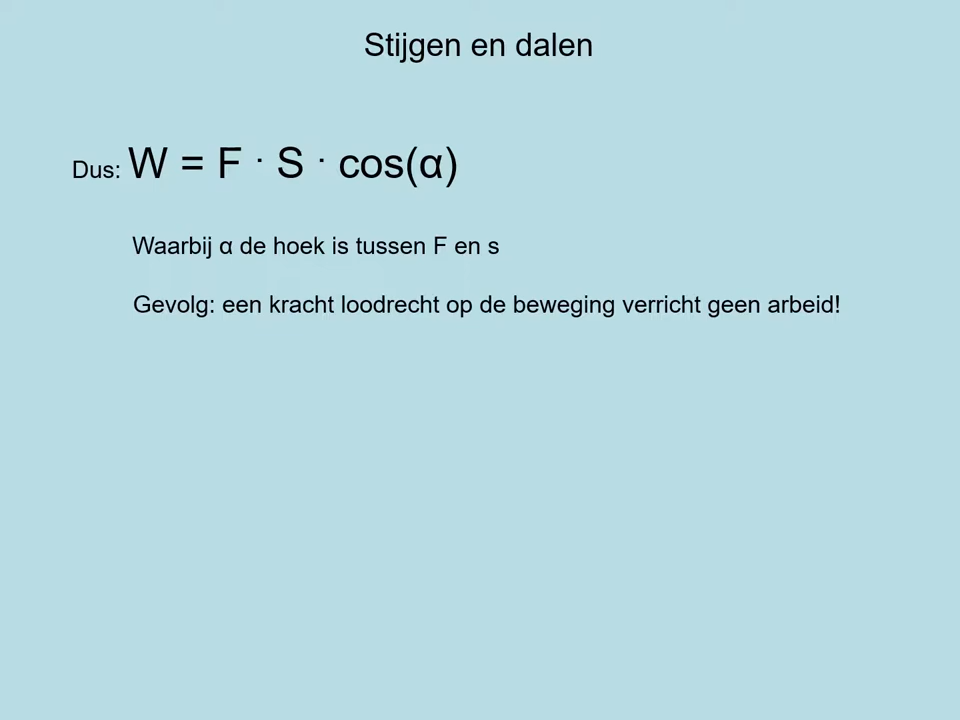 Stijgen en dalen
Dus: W = F · S · cos(α)
Waarbij α de hoek is tussen F en s
Gevolg: een kracht loodrecht op de beweging verricht geen arbeid!